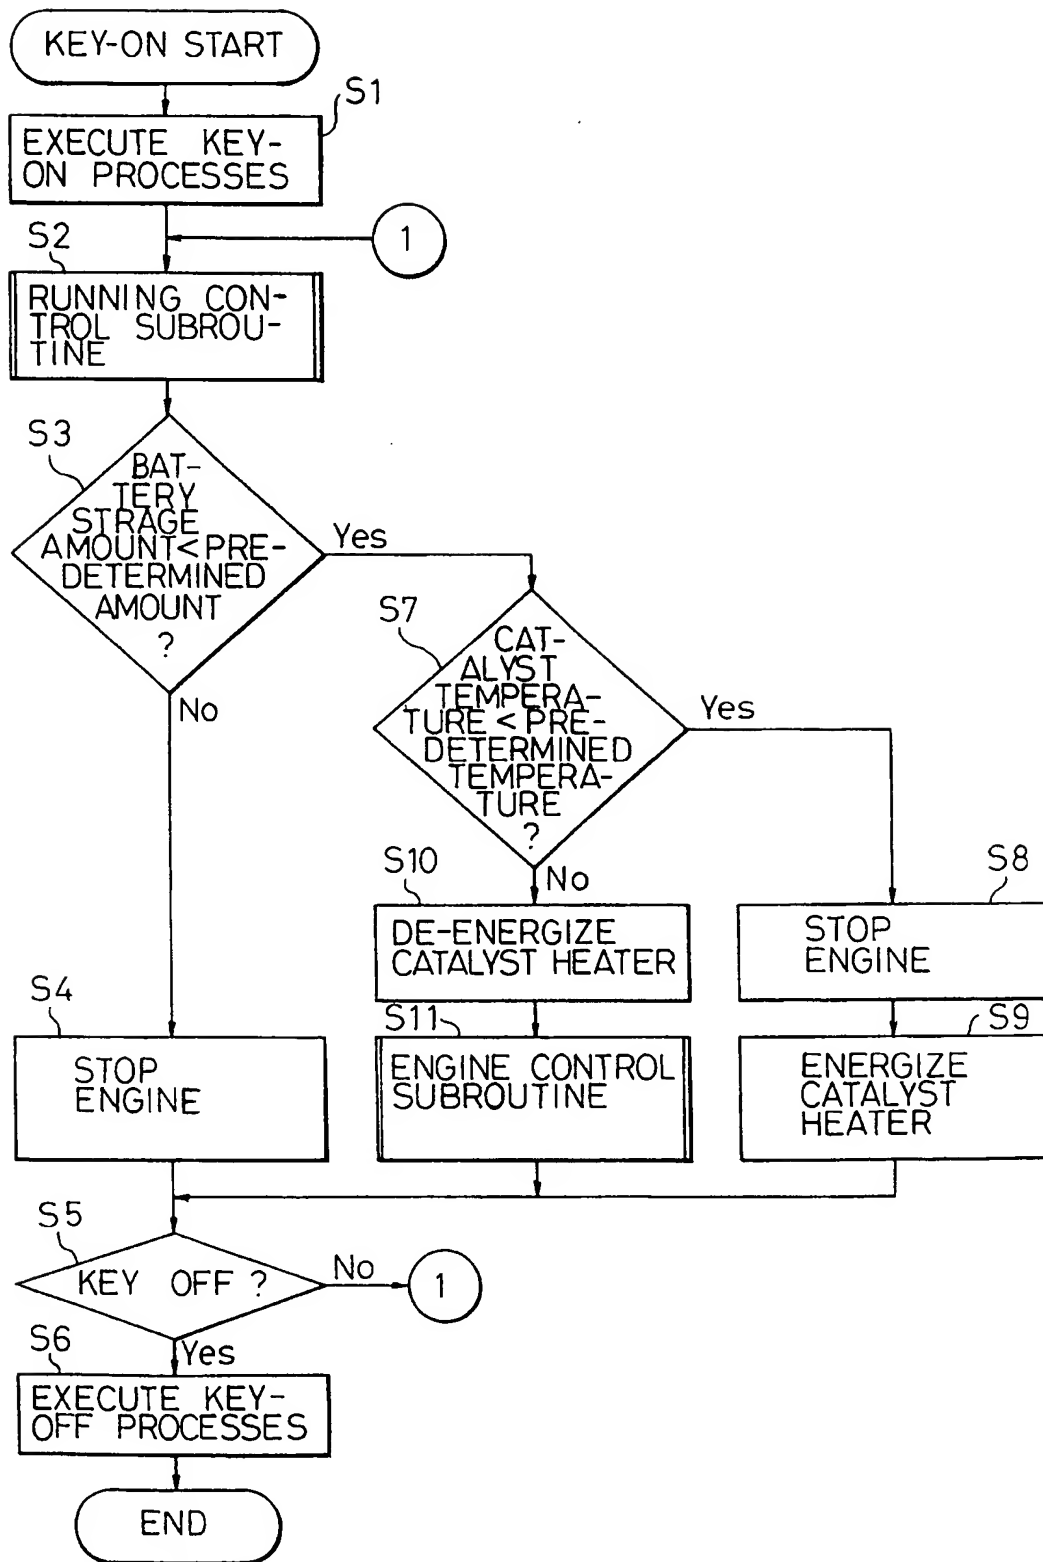 KEY-ON START
S1
EXECUTE KEY-
ON PROCESSES
1
S2
RUNNING CON-
TROL SUBROU-
TINE
S3
BAT-
TERY
STRAGE
AMOUNT<PRE-
DETERMINED
AMOUNT
?
Yes
No
S7
CAT-
ALYST
TEMPERA-
TURE<PRE-
DETERMINED
TEMPERA-
TURE
?
Yes
No
S10
DE-ENERGIZE
CATALYST HEATER
S8
STOP
ENGINE
S4
STOP
ENGINE
S11
ENGINE CONTROL
SUBROUTINE
S9
ENERGIZE
CATALYST
HEATER
S5
KEY OFF ?
No
1
Yes
S6
EXECUTE KEY-
OFF PROCESSES
END